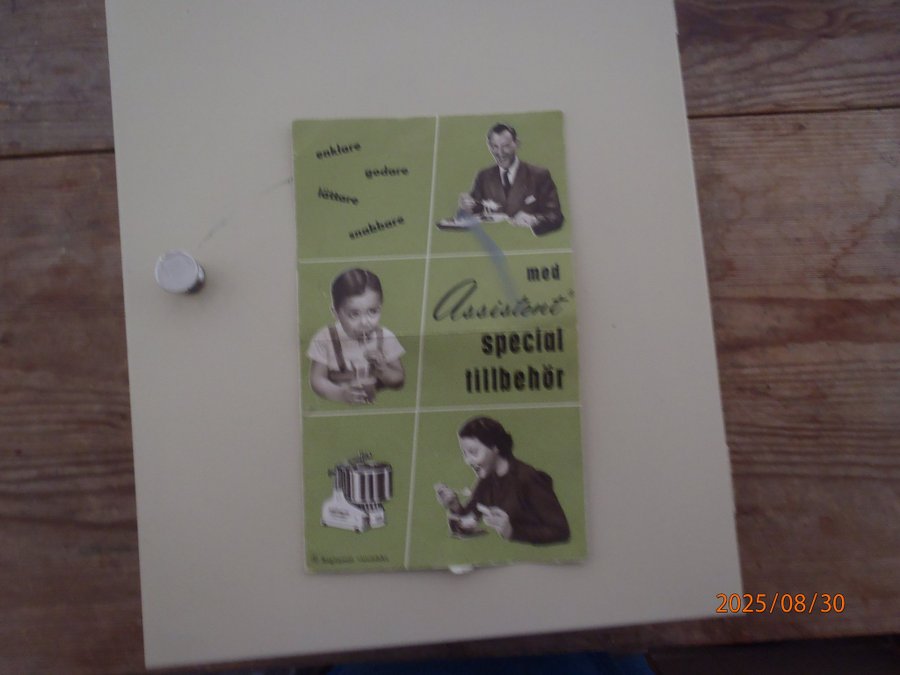 enklare
godare
lättare
snabbare
med
Assistent
special
tillbehör
2025/08/30